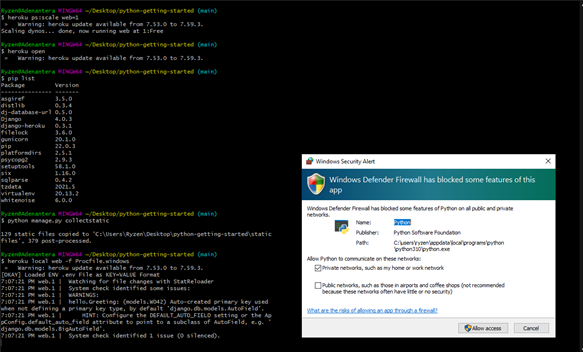 Ryzen@Adenantera MINGW64 ~/Desktop/python-getting-started (main)
$ heroku ps:scale web=1
»   Warning: heroku update available from 7.53.0 to 7.59.3.
Scaling dynos... done, now running web at 1:Free
Ryzen@Adenantera MINGW64 ~/Desktop/python-getting-started (main)
$ heroku open
»   Warning: heroku update available from 7.53.0 to 7.59.3.
Ryzen@Adenantera MINGW64 ~/Desktop/python-getting-started (main)
$ pip list
Package Version
--------------- -------
asgiref 3.5.0
distlib 0.3.4
dj-database-url 0.5.0
Django 4.0.3
django-heroku 0.3.1
filelock 3.6.0
gunicorn 20.1.0
pip 22.0.3
platformdirs 2.5.1
psycopg2 2.9.3
setuptools 58.1.0
six 1.16.0
sqlparse 0.4.2
tzdata 2021.5
virtualenv 20.13.2
whitenoise 6.0.0
Ryzen@Adenantera MINGW64 ~/Desktop/python-getting-started (main)
$ python manage.py collectstatic
129 static files copied to 'C:\Users\Ryzen\Desktop\python-getting-started\static
files', 379 post-processed.
Ryzen@Adenantera MINGW64 ~/Desktop/python-getting-started (main)
$ heroku local web -f Procfile.windows
»   Warning: heroku update available from 7.53.0 to 7.59.3.
[OKAY] Loaded ENV .env File as KEY=VALUE Format
7:07:21 PM web.1 |  Watching for file changes with StatReloader
7:07:21 PM web.1 |  System check identified some issues:
7:07:21 PM web.1 |  WARNINGS:
7:07:21 PM web.1 |  hello.Greeting: (models.W042) Auto-created primary key used
when not defining a primary key type, by default 'django.db.models.AutoField'.
7:07:21 PM web.1 |      HINT: Configure the DEFAULT_AUTO_FIELD setting or the Ap
pConfig.default_auto_field attribute to point to a subclass of AutoField, e.g. '
django.db.models.BigAutoField'.
7:07:21 PM web.1 |  System check identified 1 issue (0 silenced).
Windows Security Alert
Windows Defender Firewall has blocked some features of this
app
Windows Defender Firewall has blocked some features of Python on all public and private
networks.
Name: Python
Publisher: Python Software Foundation
Path: C:\users\ryzen\appdata\local\programs\python
\python310\python.exe
Allow Python to communicate on these networks:
Private networks, such as my home or work network
Public networks, such as those in airports and coffee shops (not recommended
because these networks often have little or no security)
What are the risks of allowing an app through a firewall?
Allow access
Cancel